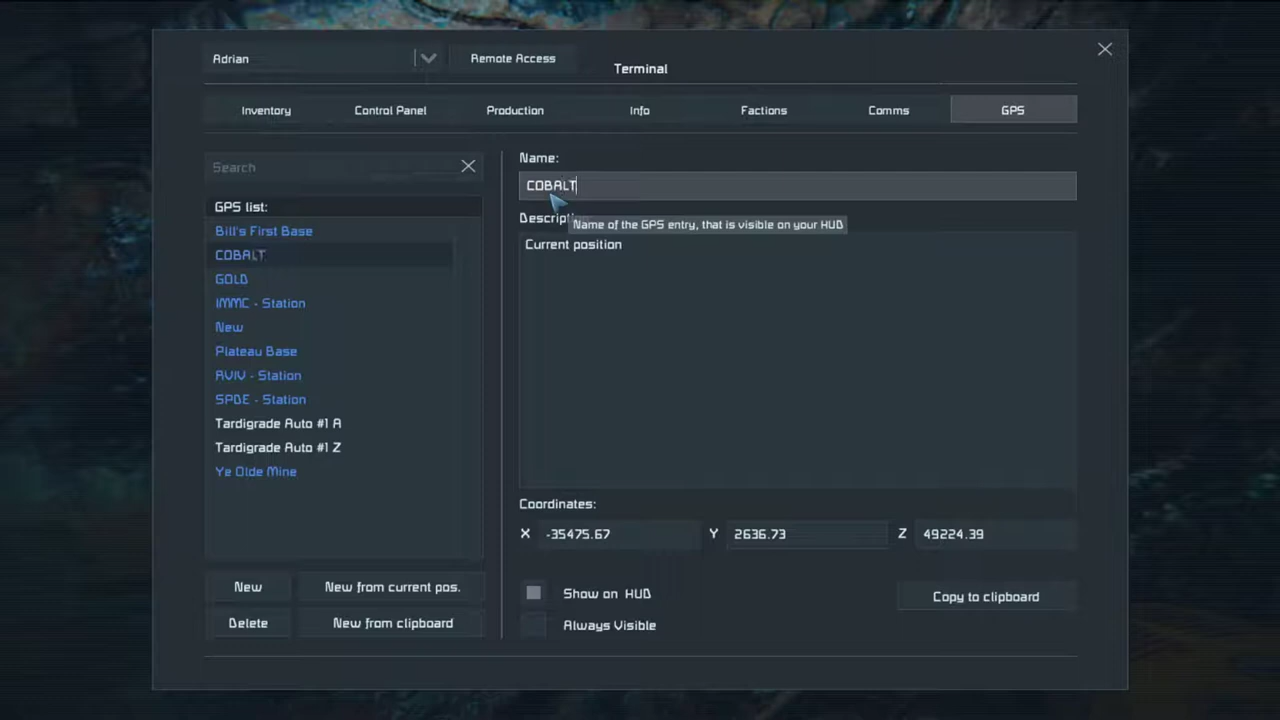 Adrian
Remote Access
Terminal
Inventory
Control Panel
Production
Info
Factions
Comms
GPS
Search
GPS list:
Bill's First Base
COBALT
GOLD
IMMC - Station
New
Plateau Base
AVIV - Station
SPDE - Station
Tardigrade Auto #1 A
Tardigrade Auto #1 Z
Ye Olde Mine
New
New from current pos.
Delete
New from clipboard
Name:
COBALT
Descripti
Name of the GPS entry, that is visible on your HUD
Current position
Coordinates:
X -35475.67 Y 2636.73 Z 49224.39
Show on HUD
Always Visible
Copy to clipboard